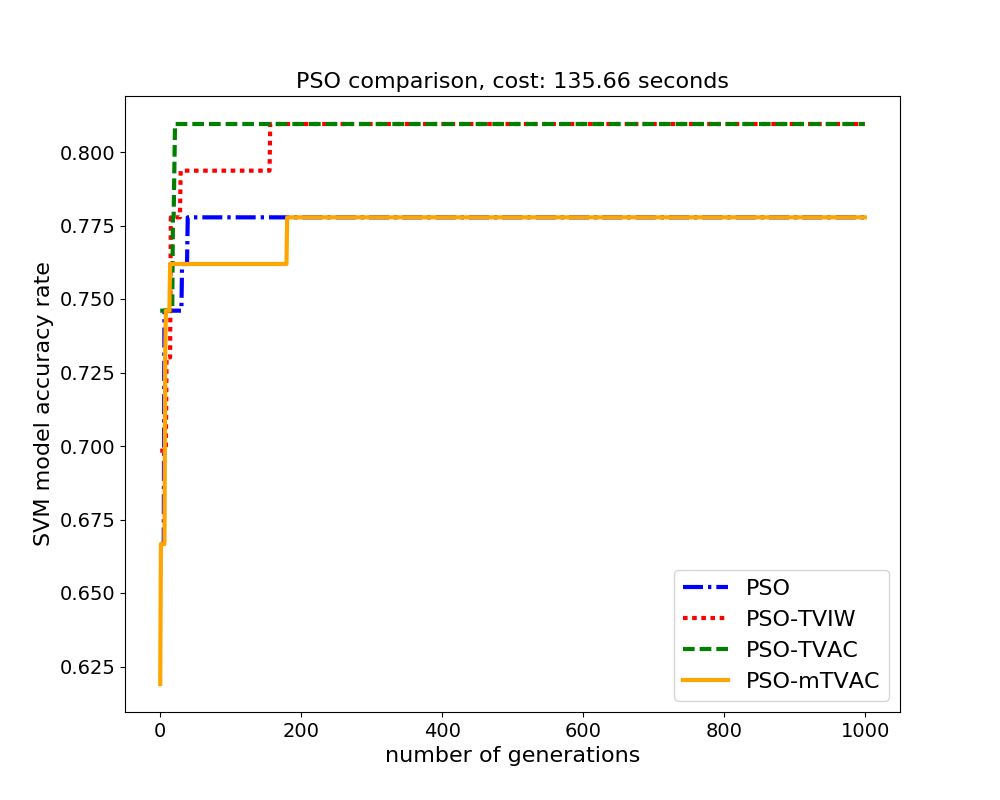 PSO comparison, cost: 135.66 seconds
SVM model accuracy rate
0.800
0.775
0.750
0.725
0.700
0.675
0.650
0.625
0 200 400 600 800 1000
number of generations
PSO
PSO-TVIW
PSO-TVAC
PSO-mTVAC